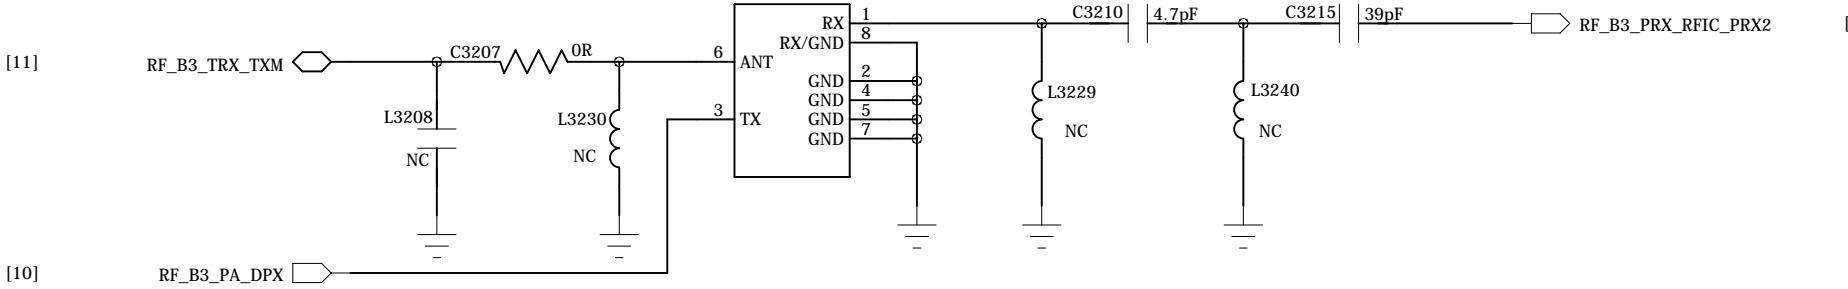 C3210 4.7pF C3215 39pF
RX 1
RF_B3_PRX_RFIC_PRX2 [
RX/GND 8
C3207 0R
[11] RF_B3_TRX_TXM
6 ANT
GND 2
GND 4
GND 5
GND 7
3 TX
L3229
NC
L3240
NC
L3208
NC
L3230
NC
[10] RF_B3_PA_DPX